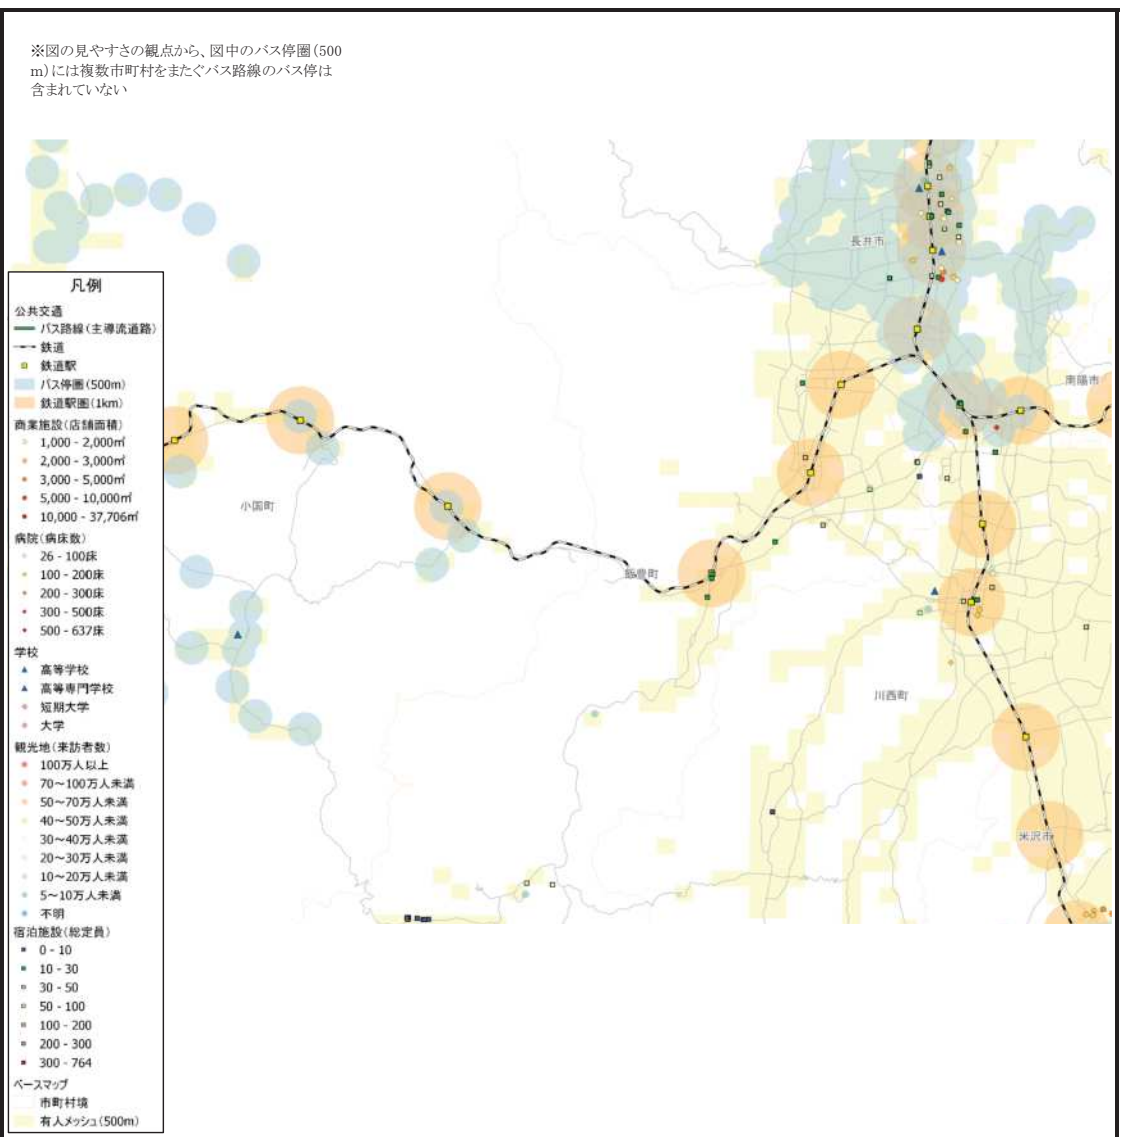 ※図の見やすさの観点から、図中のバス停圏(500
m)には複数市町村をまたぐバス路線のバス停は
含まれていない
長井市
南陽市
小国町
飯豊町
川西町
米沢市
凡例
公共交通
バス路線(主導流道路)
鉄道
鉄道駅
バス停圏(500m)
鉄道駅圏(1km)
商業施設(店舗面積)
1,000 - 2,000㎡
2,000 - 3,000㎡
3,000 - 5,000㎡
5,000 - 10,000㎡
10,000 - 37,706㎡
病院(病床数)
26 - 100床
100 - 200床
200 - 300床
300 - 500床
500 - 637床
学校
高等学校
高等専門学校
短期大学
大学
観光地(来訪者数)
100万人以上
70～100万人未満
50～70万人未満
40～50万人未満
30～40万人未満
20～30万人未満
10～20万人未満
5～10万人未満
不明
宿泊施設(総定員)
0 - 10
10 - 30
30 - 50
50 - 100
100 - 200
200 - 300
300 - 764
ベースマップ
市町村境
有人メッシュ(500m)